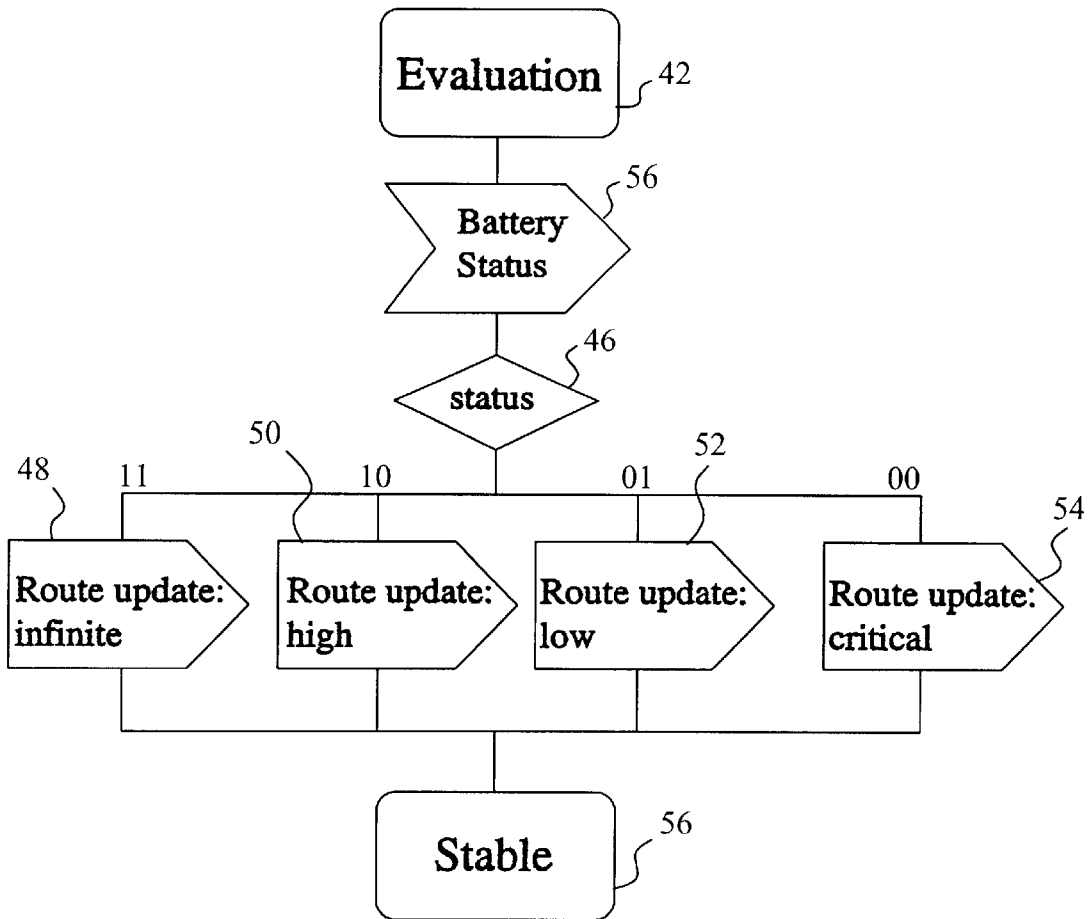 Evaluation
42
56
Battery
Status
46
status
50
52
48
11
10
01
00
54
Route update:
infinite
Route update:
high
Route update:
low
Route update:
critical
56
Stable